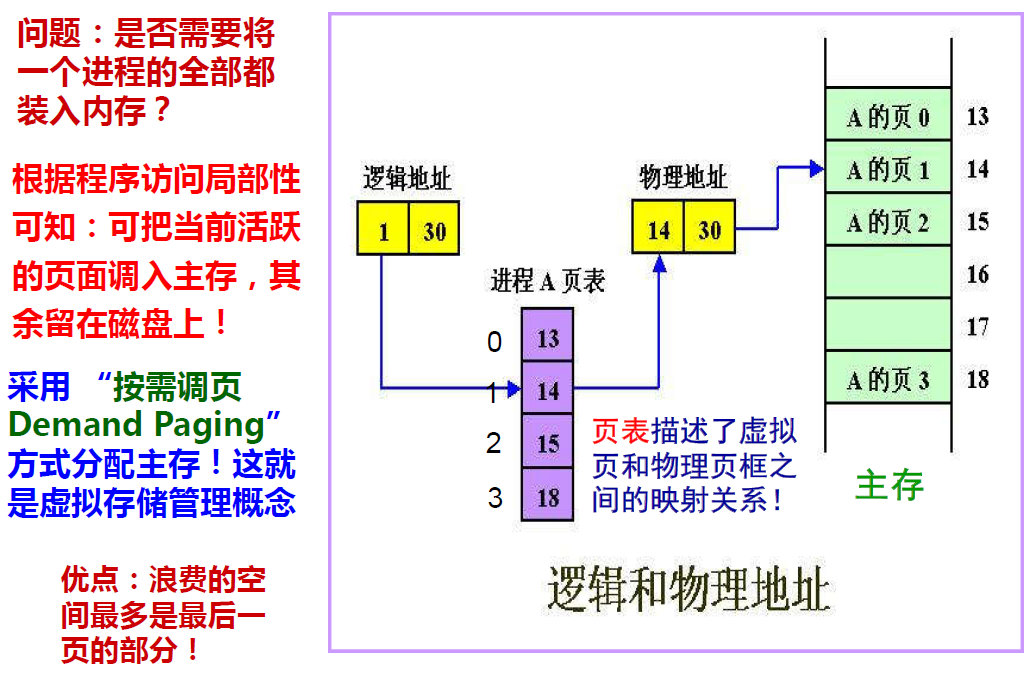 问题：是否需要将
一个进程的全部都
装入内存？
根据程序访问局部性
可知：可把当前活跃
的页面调入主存，其
余留在磁盘上！
采用 “按需调页
Demand Paging”
方式分配主存！这就
是虚拟存储管理概念
优点：浪费的空
间最多是最后一
页的部分！
逻辑地址
1 30
物理地址
14 30
进程 A 页表
0 13
1 14
2 15
3 18
页表描述了虚拟
页和物理页框之
间的映射关系！
A 的页 0 13
A 的页 1 14
A 的页 2 15
16
17
A 的页 3 18
主存
逻辑和物理地址